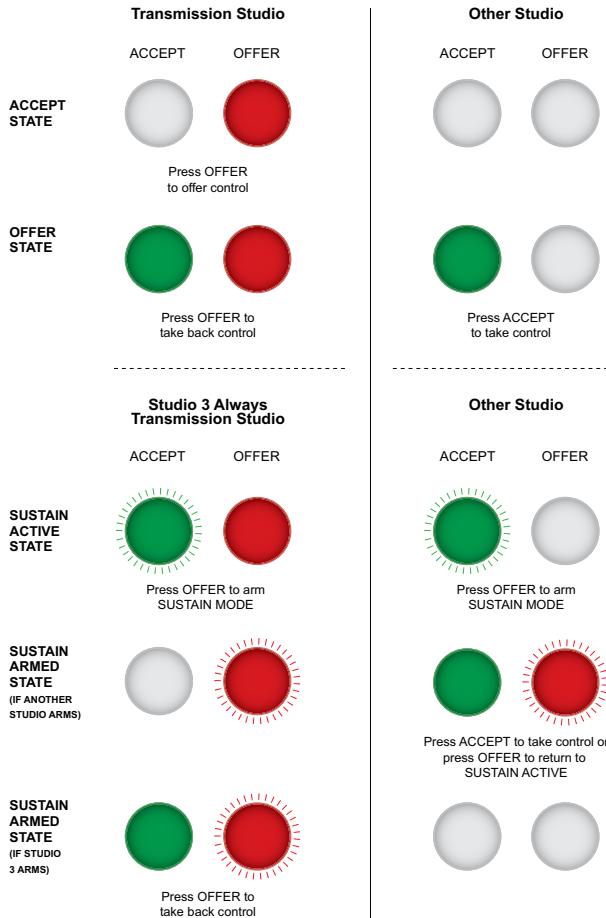 Transmission Studio
Other Studio
ACCEPT
OFFER
ACCEPT
OFFER
ACCEPT
STATE
Press OFFER
to offer control
OFFER
STATE
Press OFFER to
take back control
Press ACCEPT
to take control
Studio 3 Always
Transmission Studio
Other Studio
ACCEPT
OFFER
ACCEPT
OFFER
SUSTAIN
ACTIVE
STATE
Press OFFER to arm
SUSTAIN MODE
Press OFFER to arm
SUSTAIN MODE
SUSTAIN
ARMED
STATE
(IF ANOTHER
STUDIO ARMS)
Press ACCEPT to take control or
press OFFER to return to
SUSTAIN ACTIVE
SUSTAIN
ARMED
STATE
(IF STUDIO
3 ARMS)
Press OFFER to
take back control